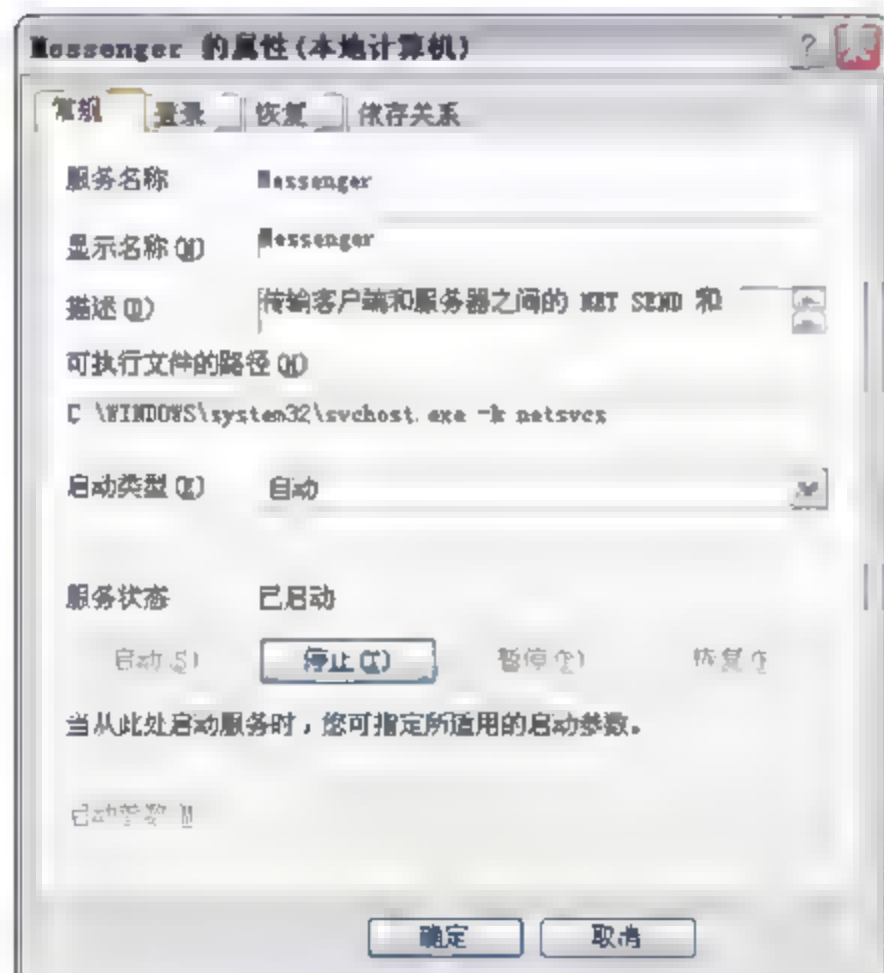 Messenger 的属性(本地计算机)
常规 登录 恢复 依存关系
服务名称 Messenger
显示名称(N) Messenger
描述(D) 传输客户端和服务器之间的 NET SEND 和
可执行文件的路径(H)
C \WINDOWS\system32\svchost.exe -k netsvcs
启动类型(E) 自动
服务状态 已启动
启动(S) 停止(T) 暂停(P) 恢复(R
当从此处启动服务时，您可指定所适用的启动参数。
启动参数 M
确定 取消